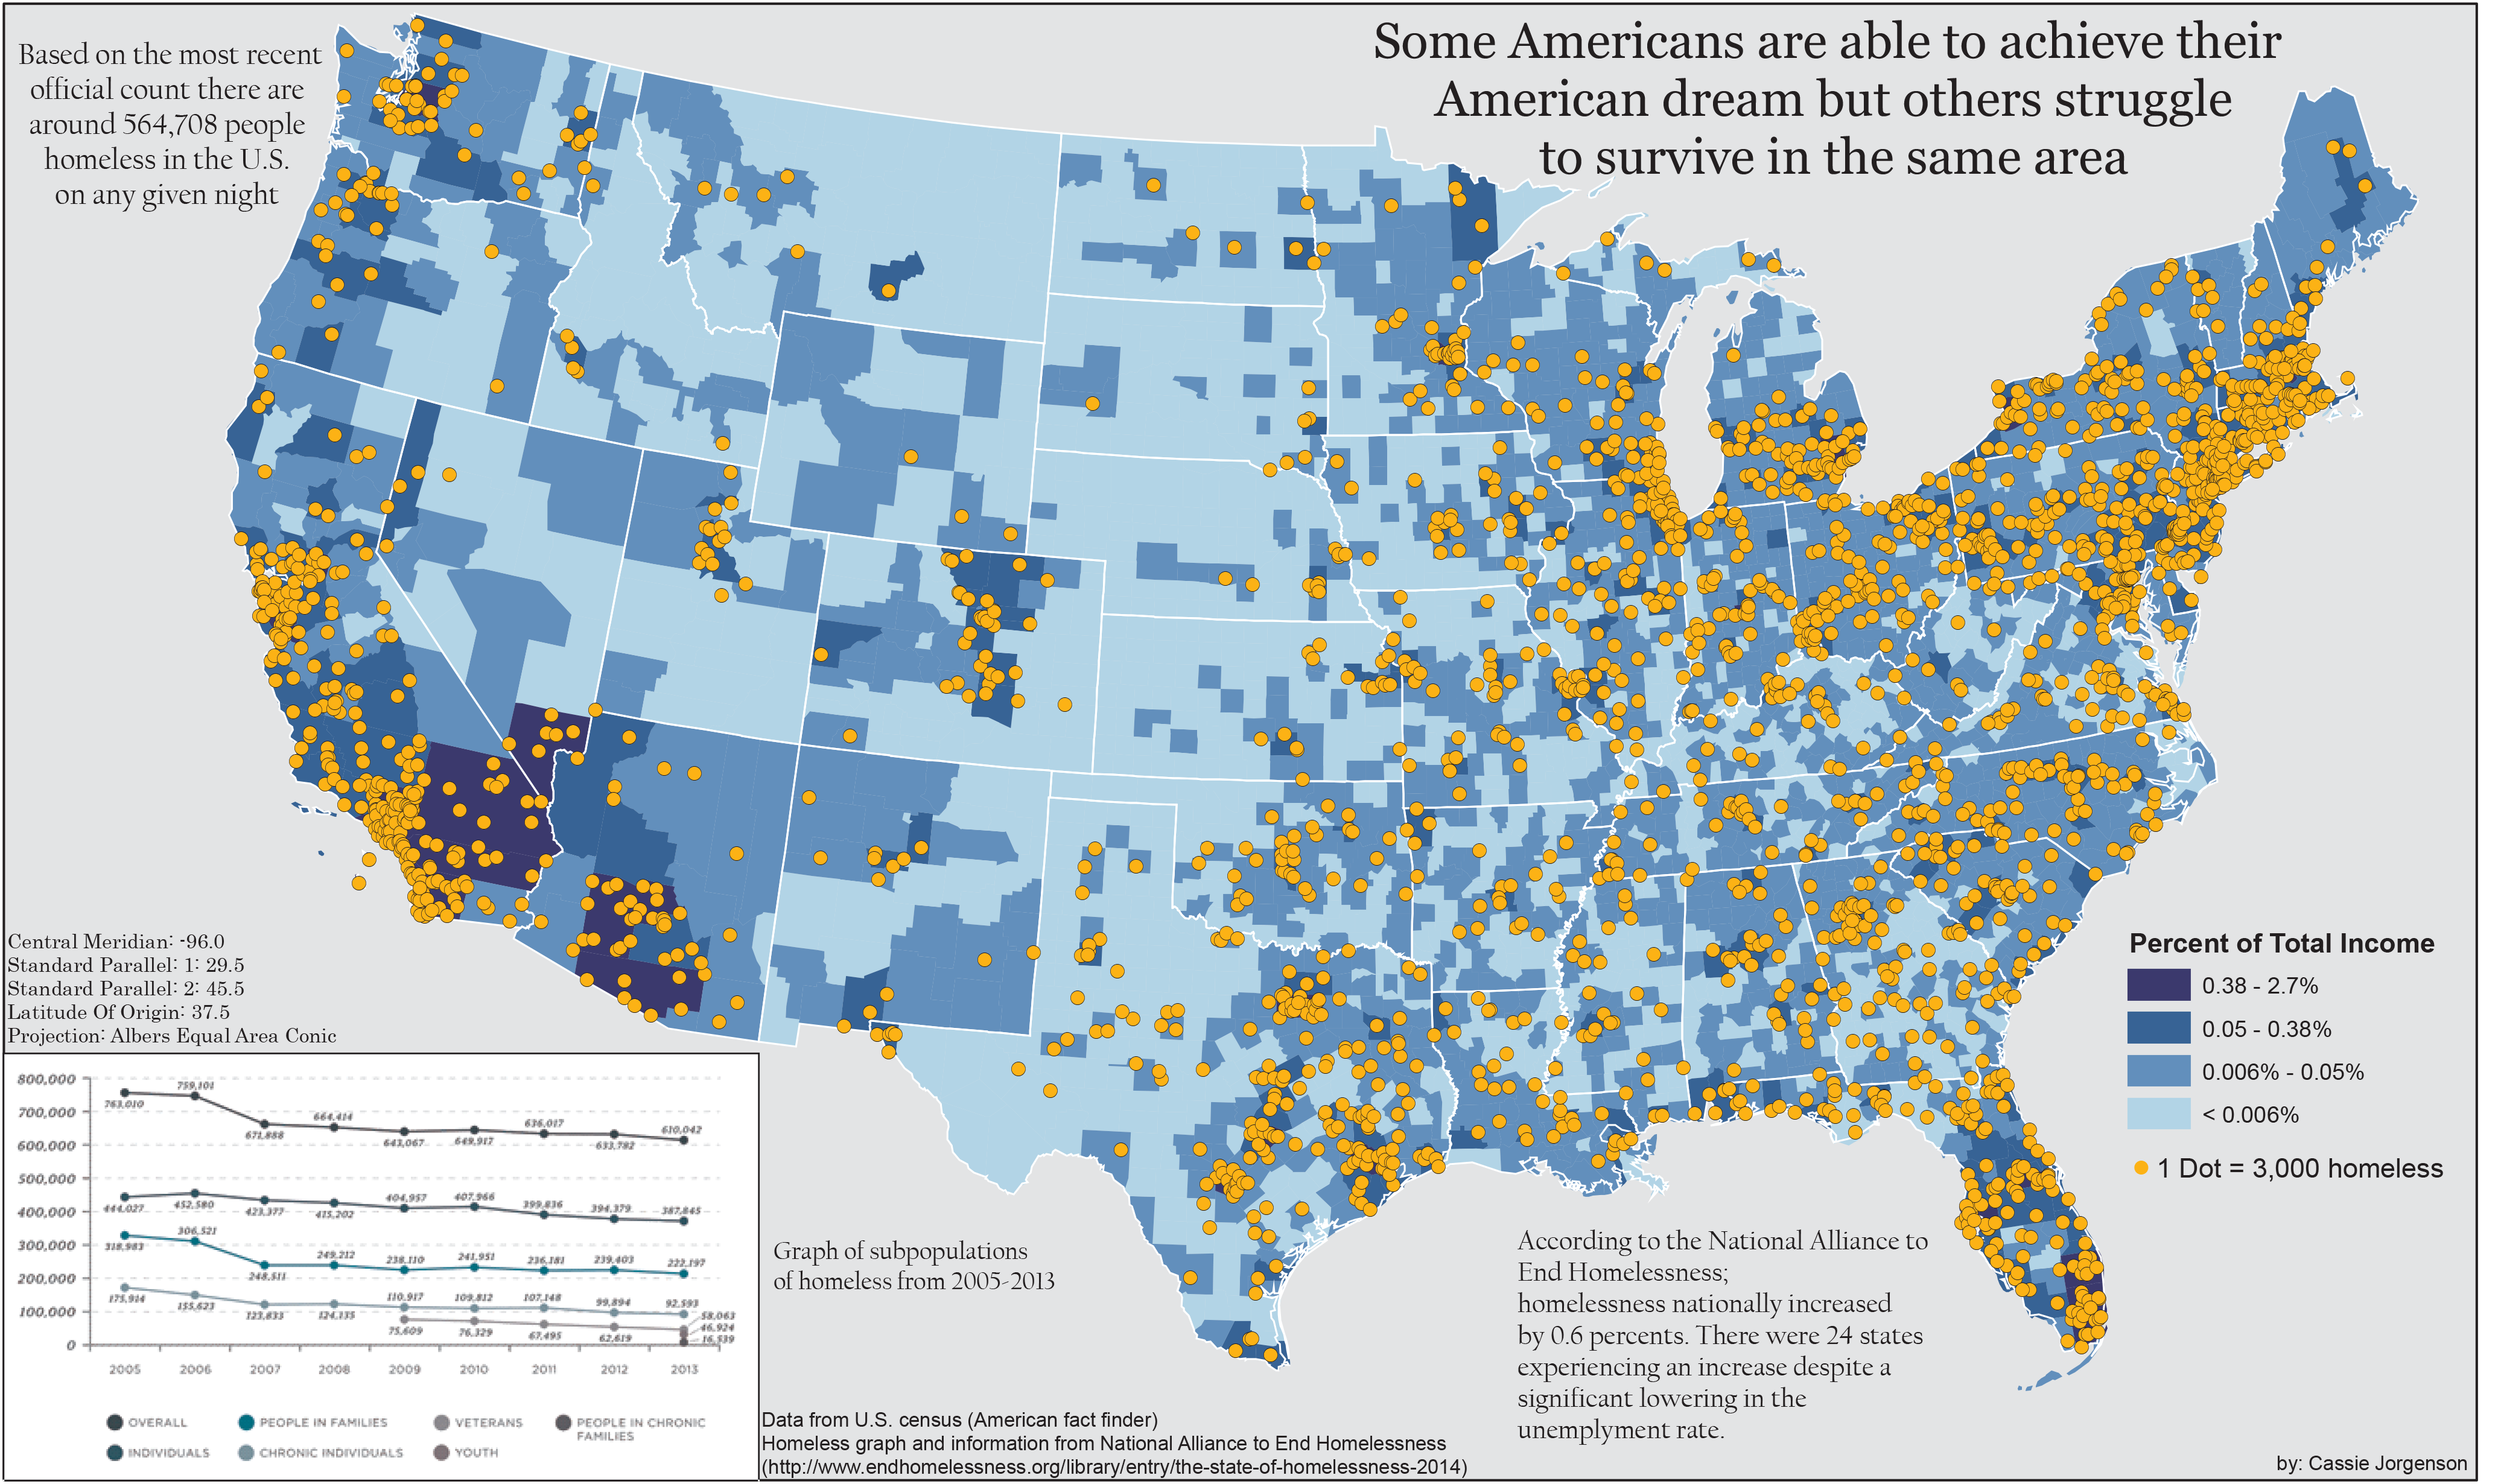 Some Americans are able to achieve their
American dream but others struggle
to survive in the same area
Based on the most recent
official count there are
around 564,708 people
homeless in the U.S.
on any given night
Central Meridian: -96.0
Standard Parallel: 1: 29.5
Standard Parallel: 2: 45.5
Latitude Of Origin: 37.5
Projection: Albers Equal Area Conic
Percent of Total Income
0.38 - 2.7%
0.05 - 0.38%
0.006% - 0.05%
< 0.006%
1 Dot = 3,000 homeless
800,000
700,000
600,000
500,000
400,000
300,000
200,000
100,000
0
763,010 759,101 671,888 664,414 643,067 649,917 636,017 633,782 610,042
444,027 452,580 423,377 415,202 404,957 407,966 399,836 394,379 387,845
318,983 306,521 248,511 249,212 238,110 241,951 236,181 239,403 222,197
175,914 155,623 123,833 124,135 110,917 109,812 107,148 99,894 92,593
75,609 76,329 67,495 62,619 58,063
46,924
16,539
2005 2006 2007 2008 2009 2010 2011 2012 2013
OVERALL PEOPLE IN FAMILIES VETERANS PEOPLE IN CHRONIC
FAMILIES
INDIVIDUALS CHRONIC INDIVIDUALS YOUTH
Graph of subpopulations
of homeless from 2005-2013
According to the National Alliance to
End Homelessness;
homelessness nationally increased
by 0.6 percents. There were 24 states
experiencing an increase despite a
significant lowering in the
unemplyment rate.
Data from U.S. census (American fact finder)
Homeless graph and information from National Alliance to End Homelessness
(http://www.endhomelessness.org/library/entry/the-state-of-homelessness-2014)
by: Cassie Jorgenson